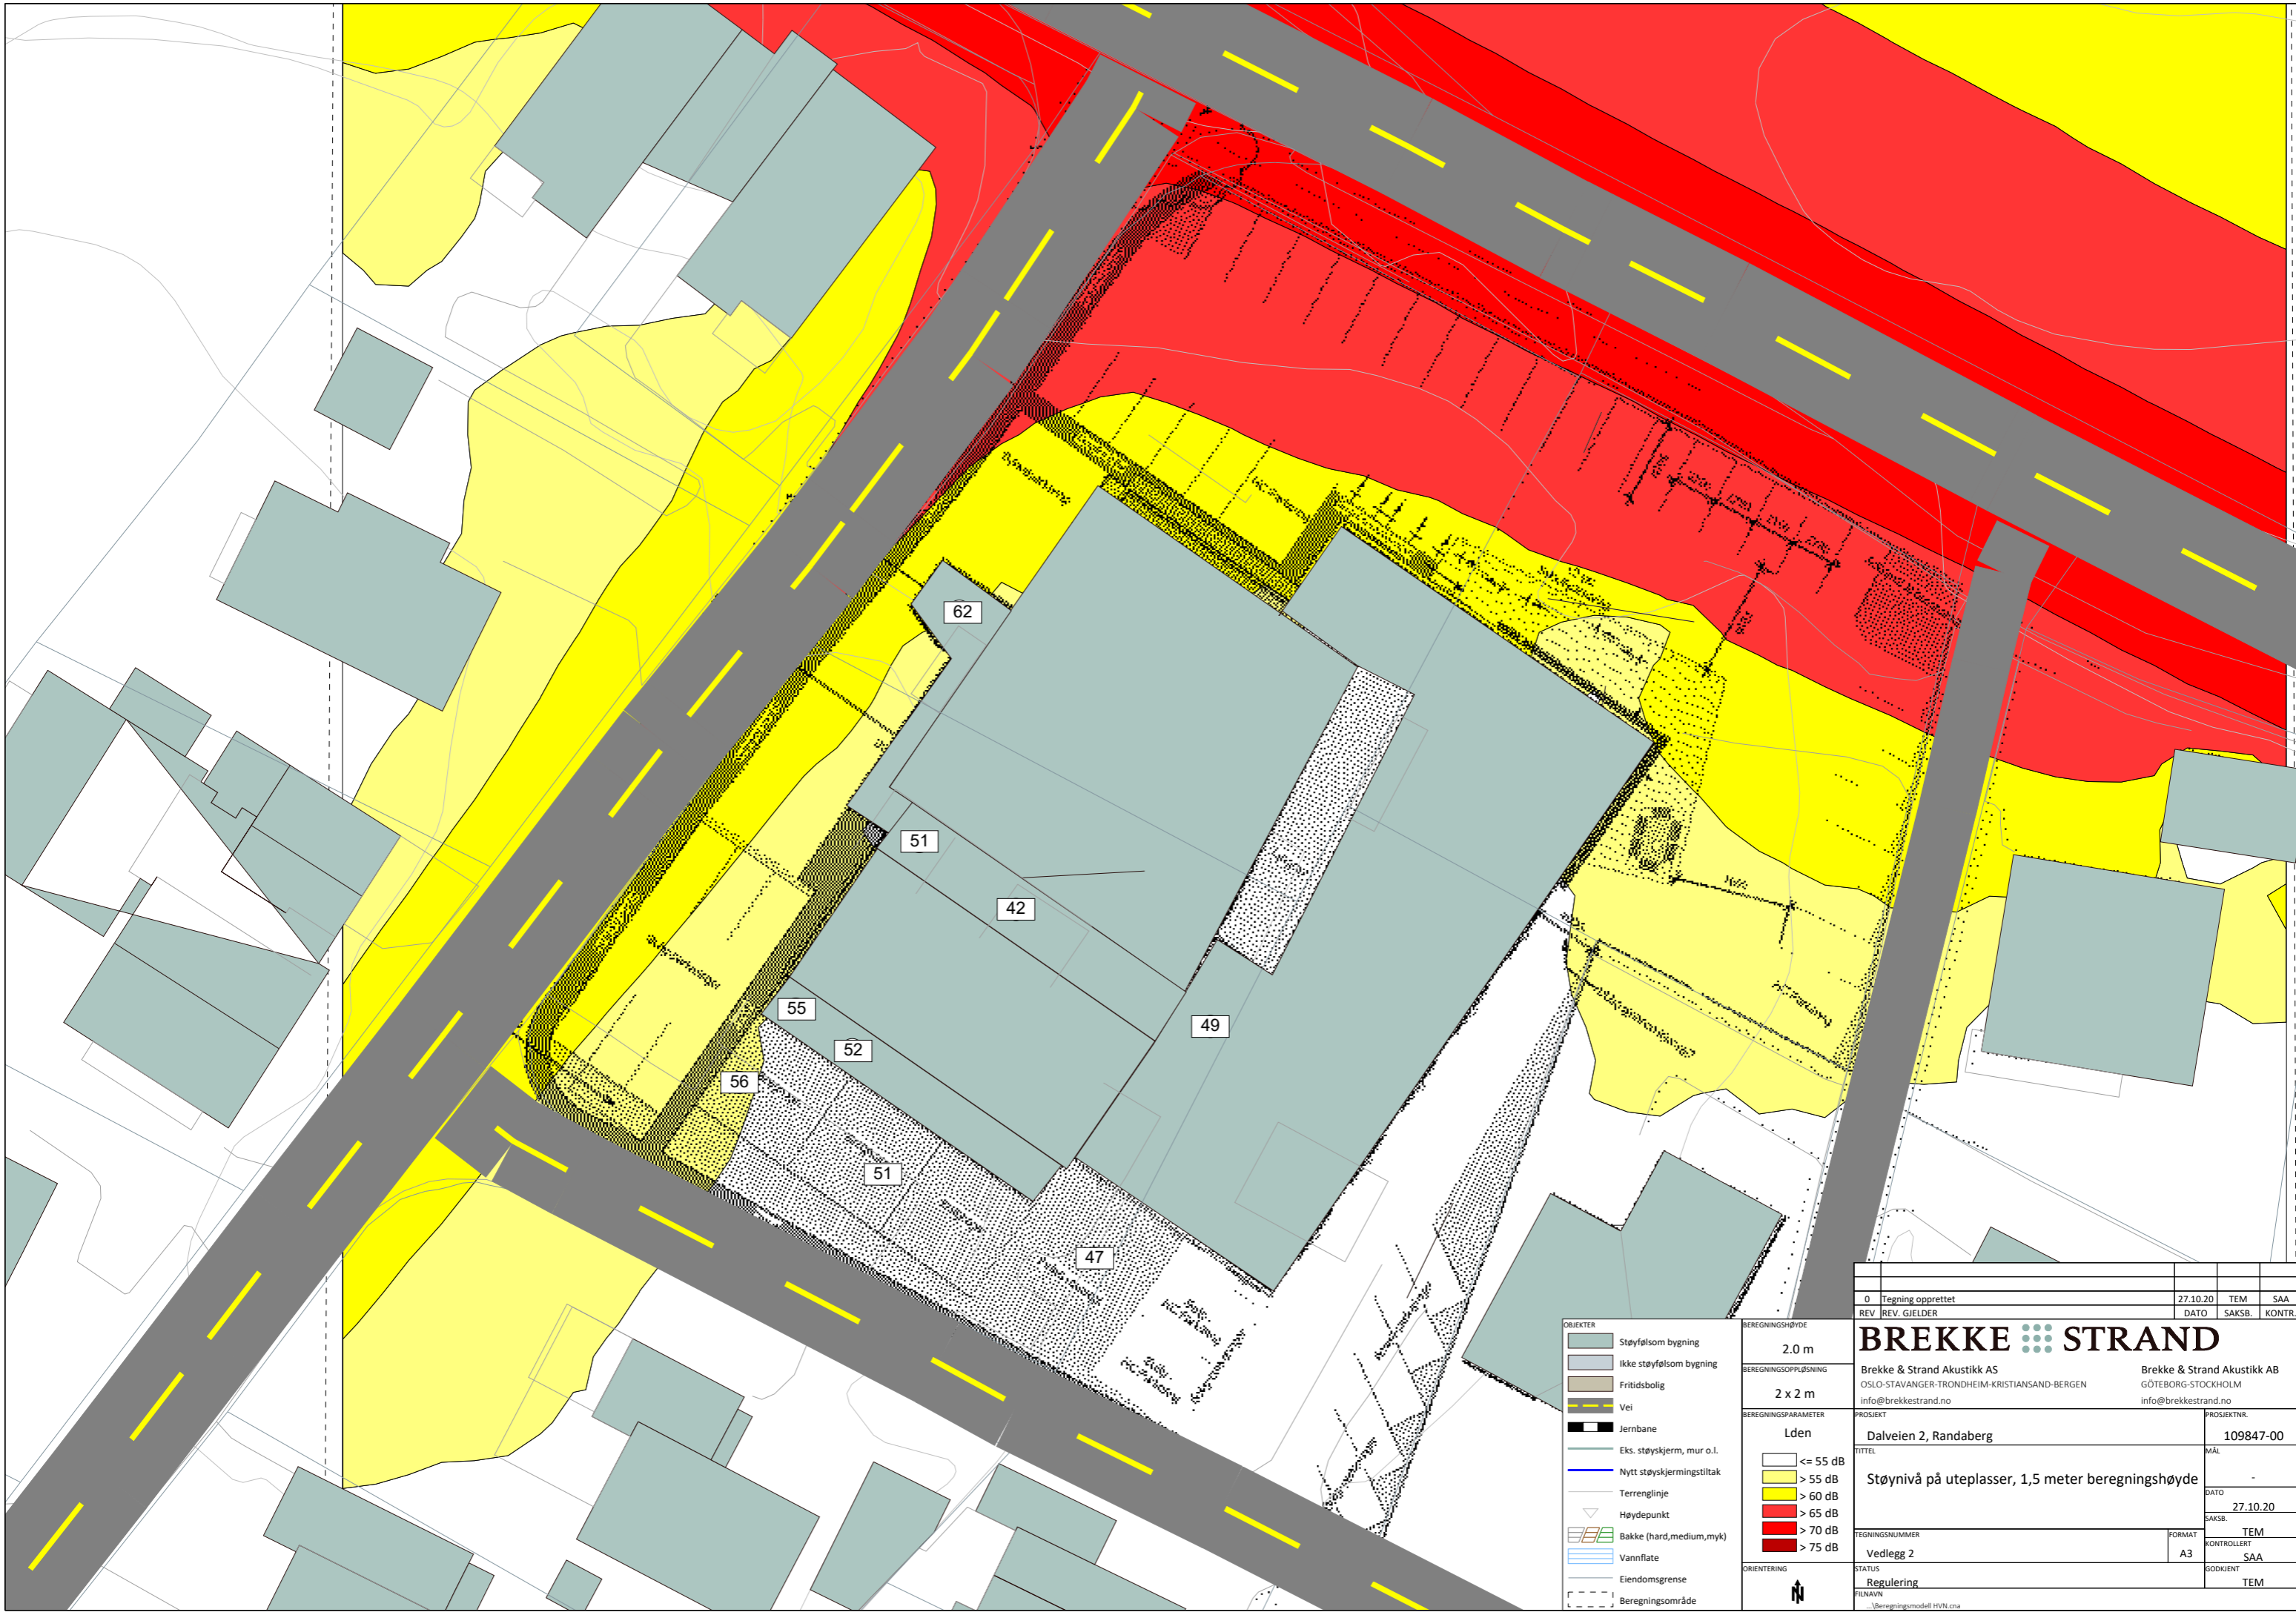 62
51
42
55
52
49
56
51
47
0 Tegning opprettet 27.10.20 TEM SAA
REV REV. GJELDER DATO SAKSB. KONTR.
OBJEKTER
Støyfølsom bygning
Ikke støyfølsom bygning
Fritidsbolig
Vei
Jernbane
Eks. støyskjerm, mur o.l.
Nytt støyskjermingstiltak
Terrenglinje
Høydepunkt
Bakke (hard,medium,myk)
Vannflate
Eiendomsgrense
Beregningsområde
BEREGNINGSHØYDE
2.0 m
BEREGNINGSOPPLØSNING
2 x 2 m
BEREGNINGSPARAMETER
Lden
<= 55 dB
> 55 dB
> 60 dB
> 65 dB
> 70 dB
> 75 dB
ORIENTERING
N
BREKKE STRAND
Brekke & Strand Akustikk AS
OSLO-STAVANGER-TRONDHEIM-KRISTIANSAND-BERGEN
info@brekkestrand.no
Brekke & Strand Akustikk AB
GÖTEBORG-STOCKHOLM
info@brekkestrand.no
PROSJEKT
Dalveien 2, Randaberg
PROSJEKTNR.
109847-00
TITTEL
Støynivå på uteplasser, 1,5 meter beregningshøyde
MÅL
-
DATO
27.10.20
SAKSB.
TEM
TEGNINGSNUMMER
Vedlegg 2
FORMAT
A3
KONTROLLERT
SAA
STATUS
Regulering
GODKJENT
TEM
FILNAVN
...\Beregningsmodell HVN.cna